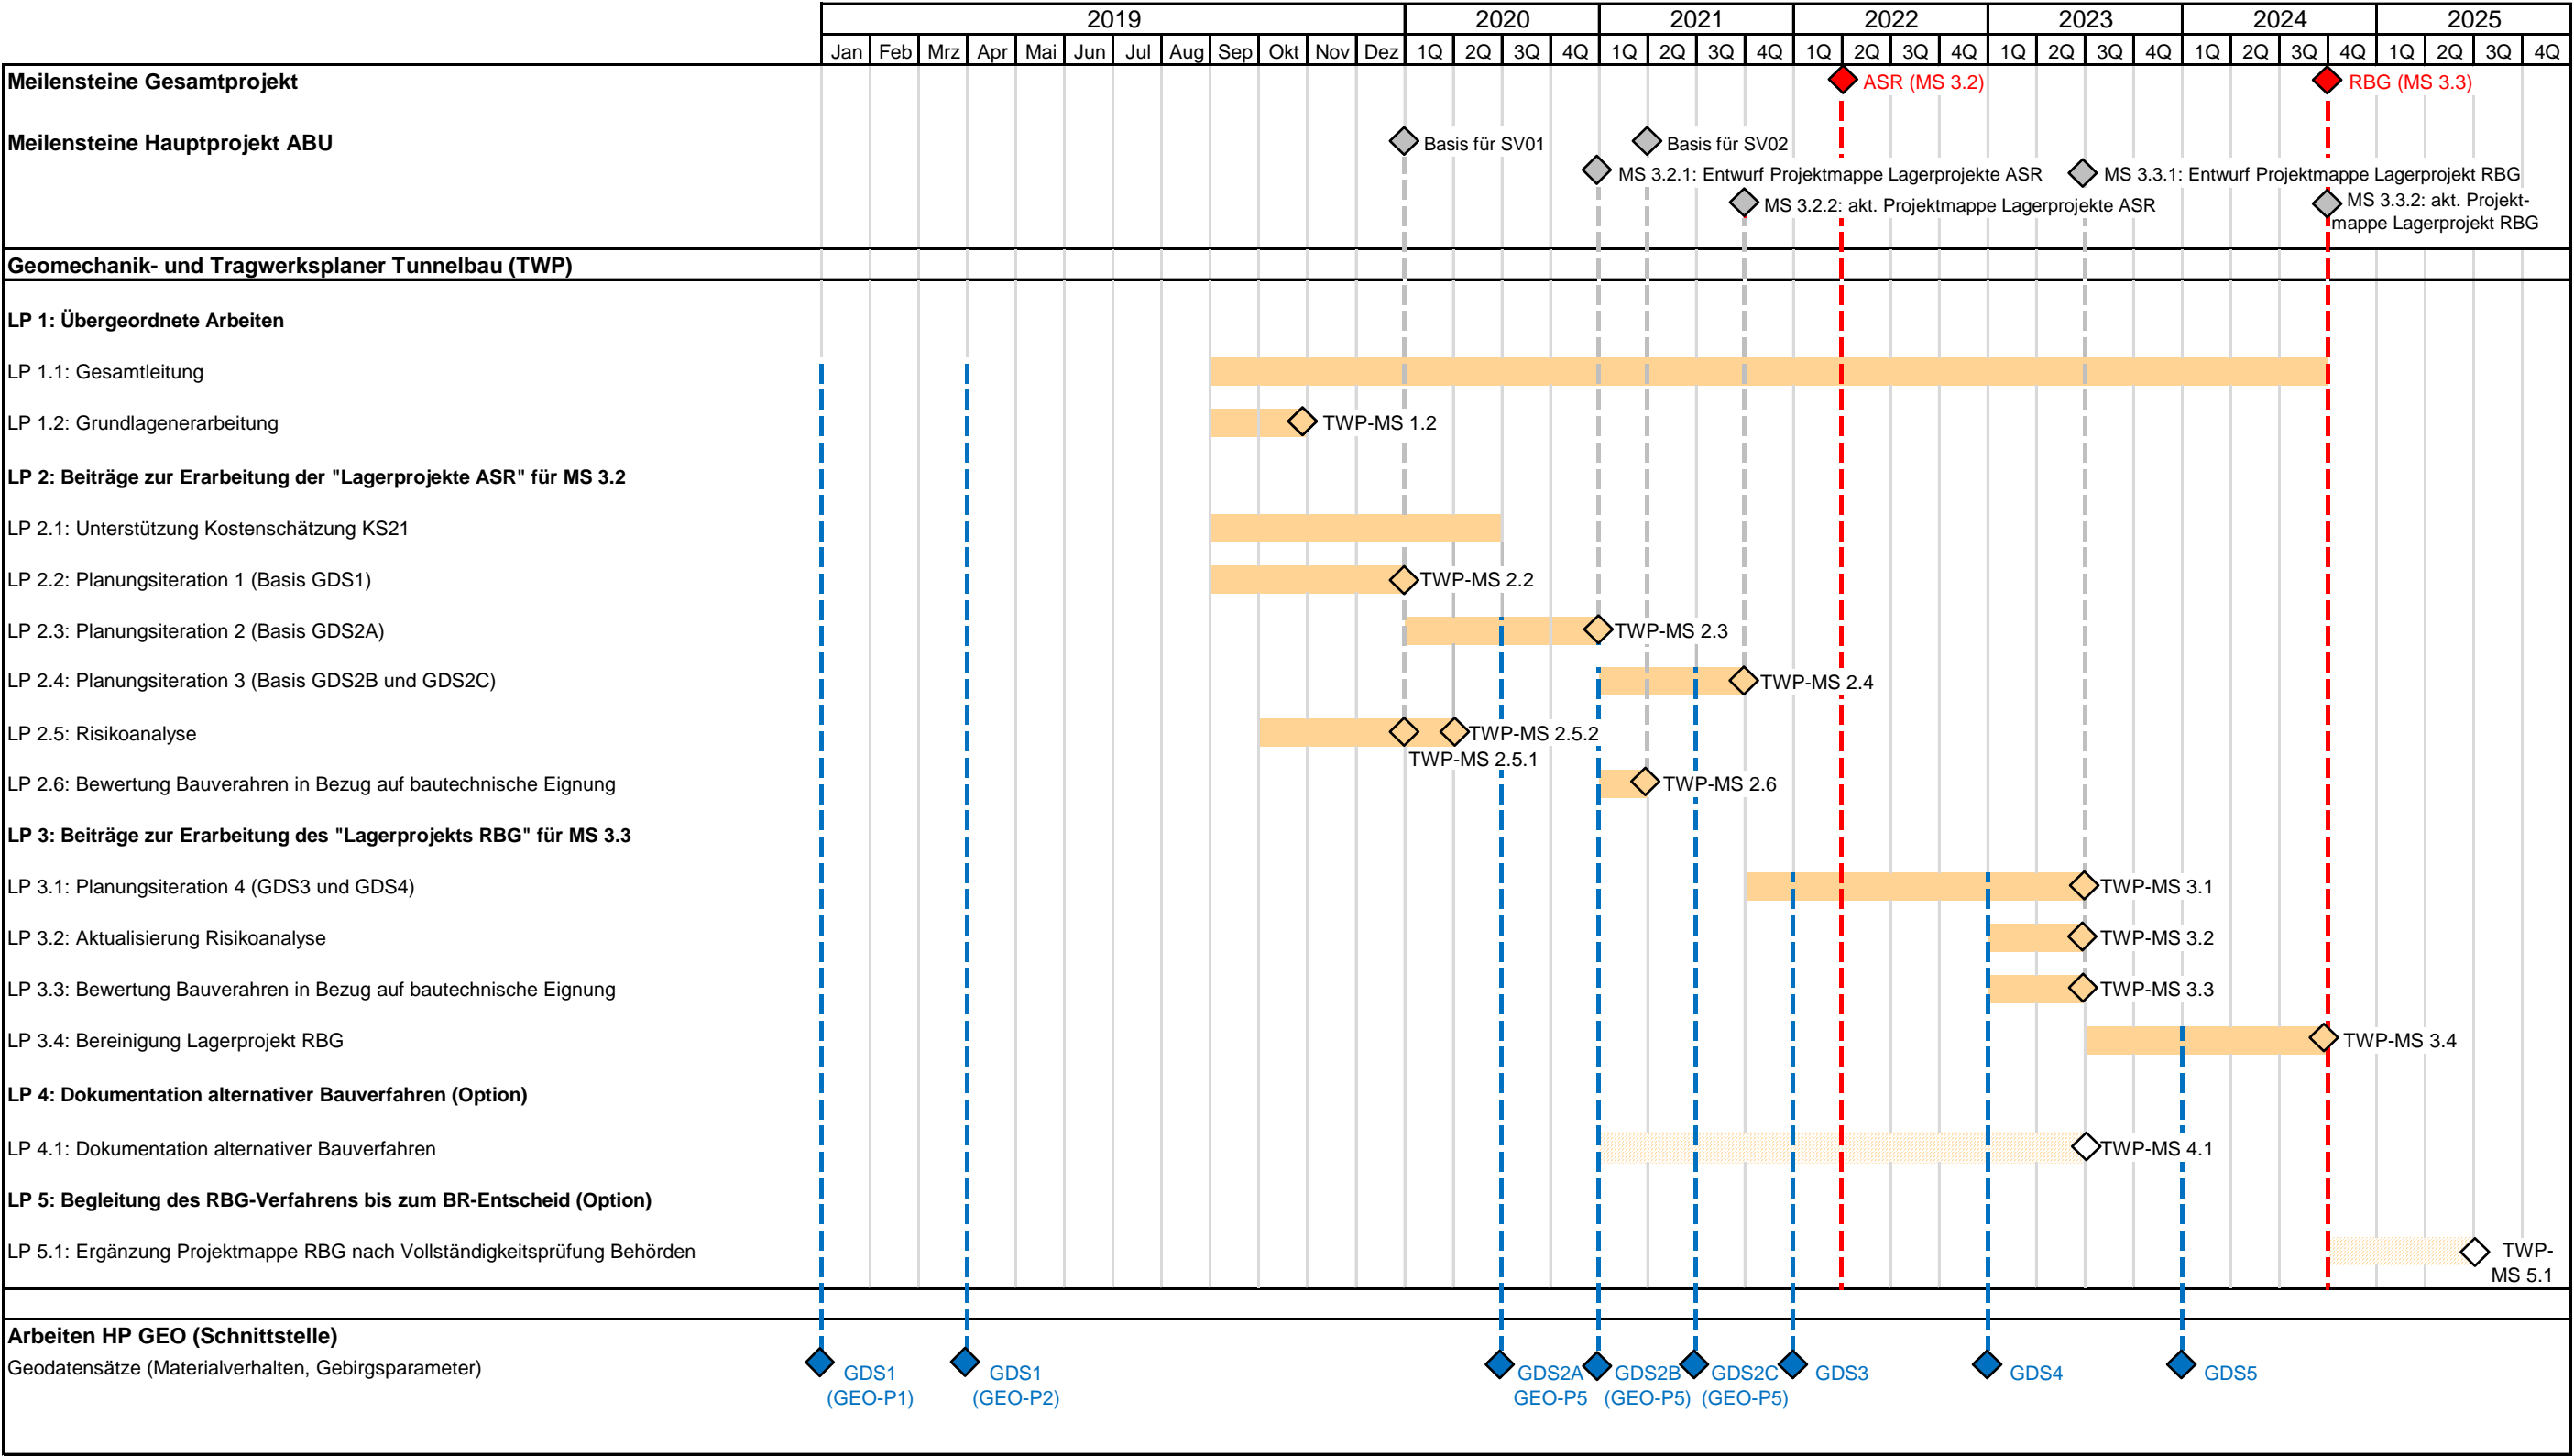 2019 2020 2021 2022 2023 2024 2025
Jan Feb Mrz Apr Mai Jun Jul Aug Sep Okt Nov Dez 1Q 2Q 3Q 4Q 1Q 2Q 3Q 4Q 1Q 2Q 3Q 4Q 1Q 2Q 3Q 4Q 1Q 2Q 3Q 4Q 1Q 2Q 3Q 4Q
Meilensteine Gesamtprojekt
ASR (MS 3.2)
RBG (MS 3.3)
Meilensteine Hauptprojekt ABU
Basis für SV01
Basis für SV02
MS 3.2.1: Entwurf Projektmappe Lagerprojekte ASR
MS 3.3.1: Entwurf Projektmappe Lagerprojekt RBG
MS 3.2.2: akt. Projektmappe Lagerprojekte ASR
MS 3.3.2: akt. Projekt-
mappe Lagerprojekt RBG
Geomechanik- und Tragwerksplaner Tunnelbau (TWP)
LP 1: Übergeordnete Arbeiten
LP 1.1: Gesamtleitung
LP 1.2: Grundlagenerarbeitung
TWP-MS 1.2
LP 2: Beiträge zur Erarbeitung der "Lagerprojekte ASR" für MS 3.2
LP 2.1: Unterstützung Kostenschätzung KS21
LP 2.2: Planungsiteration 1 (Basis GDS1)
TWP-MS 2.2
LP 2.3: Planungsiteration 2 (Basis GDS2A)
TWP-MS 2.3
LP 2.4: Planungsiteration 3 (Basis GDS2B und GDS2C)
TWP-MS 2.4
LP 2.5: Risikoanalyse
TWP-MS 2.5.2
TWP-MS 2.5.1
LP 2.6: Bewertung Bauverahren in Bezug auf bautechnische Eignung
TWP-MS 2.6
LP 3: Beiträge zur Erarbeitung des "Lagerprojekts RBG" für MS 3.3
LP 3.1: Planungsiteration 4 (GDS3 und GDS4)
TWP-MS 3.1
LP 3.2: Aktualisierung Risikoanalyse
TWP-MS 3.2
LP 3.3: Bewertung Bauverahren in Bezug auf bautechnische Eignung
TWP-MS 3.3
LP 3.4: Bereinigung Lagerprojekt RBG
TWP-MS 3.4
LP 4: Dokumentation alternativer Bauverfahren (Option)
LP 4.1: Dokumentation alternativer Bauverfahren
TWP-MS 4.1
LP 5: Begleitung des RBG-Verfahrens bis zum BR-Entscheid (Option)
LP 5.1: Ergänzung Projektmappe RBG nach Vollständigkeitsprüfung Behörden
TWP-
MS 5.1
Arbeiten HP GEO (Schnittstelle)
Geodatensätze (Materialverhalten, Gebirgsparameter)
GDS1 GDS1 GDS2A GDS2B GDS2C GDS3 GDS4 GDS5
(GEO-P1) (GEO-P2) GEO-P5 (GEO-P5) (GEO-P5)